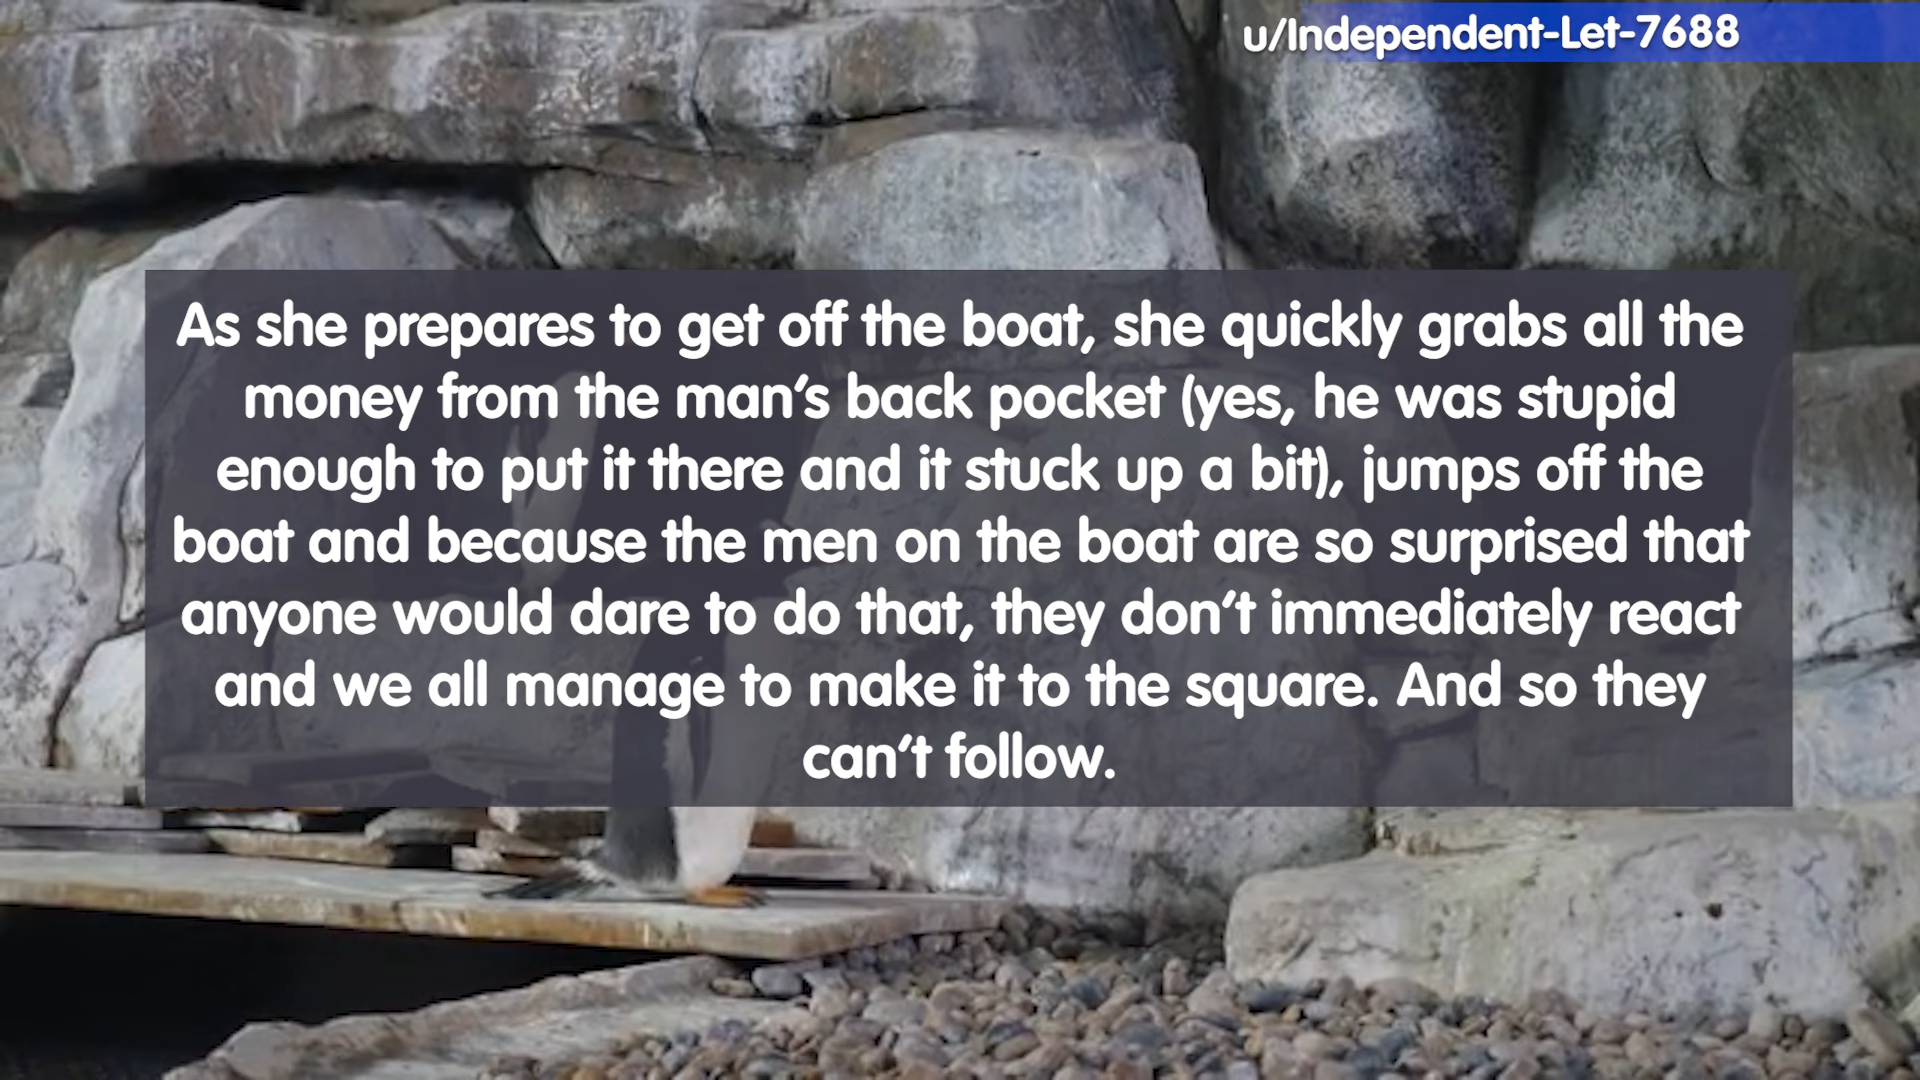 u/Independent-Let-7688
As she prepares to get off the boat, she quickly grabs all the
money from the man's back pocket (yes, he was stupid
enough to put it there and it stuck up a bit), jumps off the
boat and because the men on the boat are so surprised that
anyone would dare to do that, they don't immediately react
and we all manage to make it to the square. And so they
can't follow.